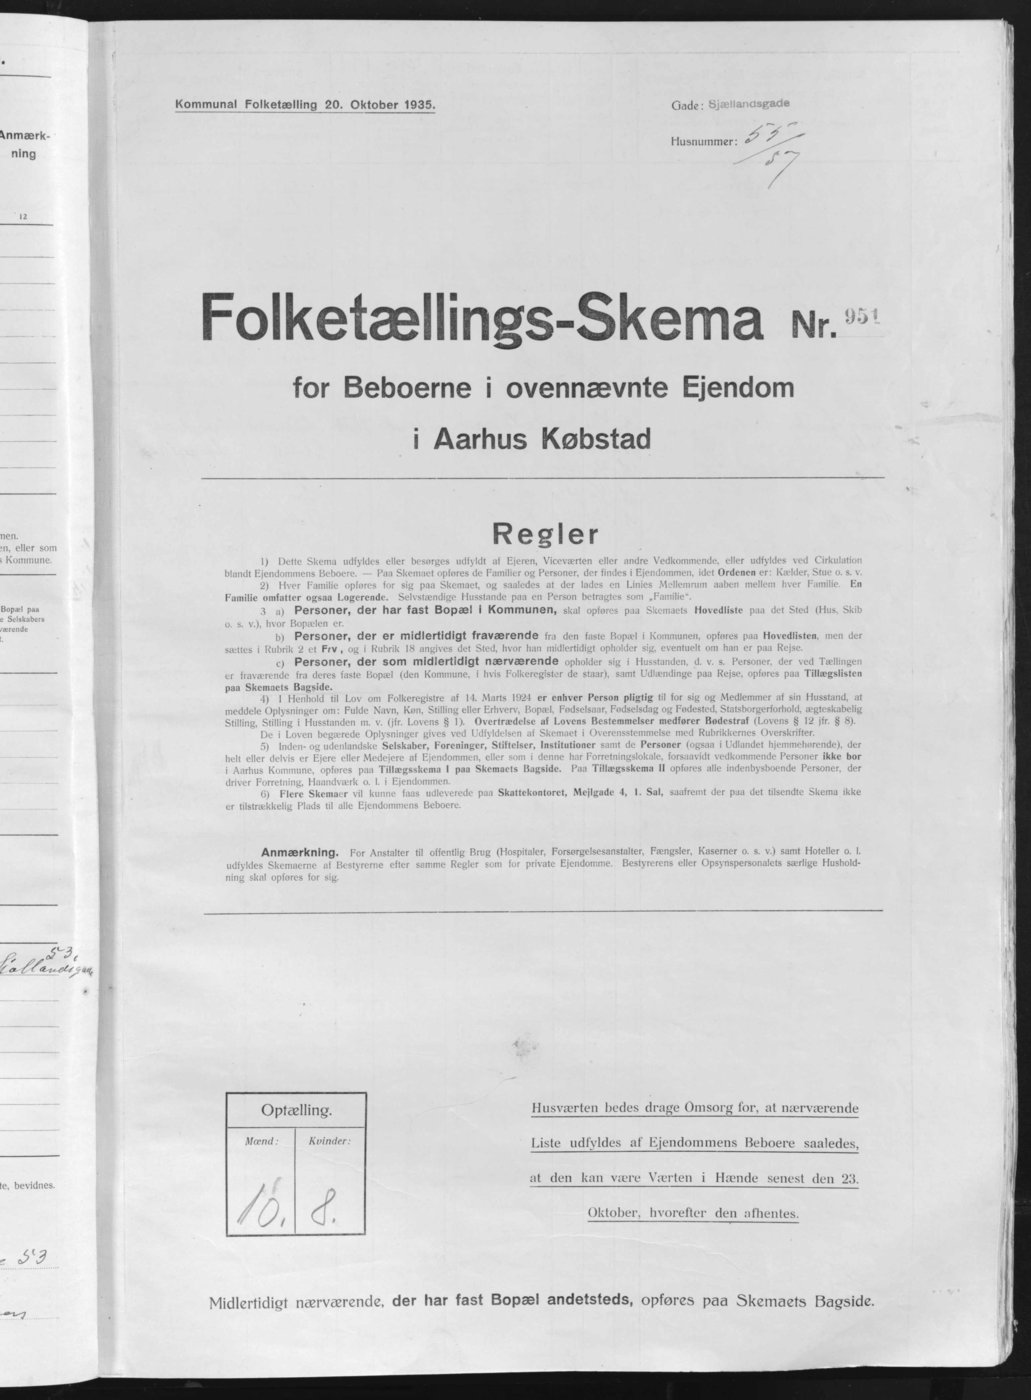 Anmærk-
ning
12
men.
en, eller som
s Kommune.
Bopæl paa
e Selskabers
værende
53,
te, bevidnes.
53
Kommunal Folketælling 20. Oktober 1935.
Gade: Sjællandsgade
Husnummer: 55/57
Folketællings-Skema Nr. 951
for Beboerne i ovennævnte Ejendom
i Aarhus Købstad
Regler
1) Dette Skema udfyldes eller besørges udfyldt af Ejeren, Viceværten eller andre Vedkommende, eller udfyldes ved Cirkulation
blandt Ejendommens Beboere. — Paa Skemaet opføres de Familier og Personer, der findes i Ejendommen, idet Ordenen er: Kælder, Stue o. s. v.
2) Hver Familie opføres for sig paa Skemaet, og saaledes at der lades en Linies Mellemrum aaben mellem hver Familie. En
Familie omfatter ogsaa Logerende. Selvstændige Husstande paa en Person betragtes som „Familie“.
3 a) Personer, der har fast Bopæl i Kommunen, skal opføres paa Skemaets Hovedliste paa det Sted (Hus, Skib
o. s. v.), hvor Bopælen er.
b) Personer, der er midlertidigt fraværende fra den faste Bopæl i Kommunen, opføres paa Hovedlisten, men der
sættes i Rubrik 2 et Frv, og i Rubrik 18 angives det Sted, hvor han midlertidigt opholder sig, eventuelt om han er paa Rejse.
c) Personer, der som midlertidigt nærværende opholder sig i Husstanden, d. v. s. Personer, der ved Tællingen
er fraværende fra deres faste Bopæl (den Kommune, i hvis Folkeregister de staar), samt Udlændinge paa Rejse, opføres paa Tillægslisten
paa Skemaets Bagside.
4) I Henhold til Lov om Folkeregistre af 14. Marts 1924 er enhver Person pligtig til for sig og Medlemmer af sin Husstand, at
meddele Oplysninger om: Fulde Navn, Køn, Stilling eller Erhverv, Bopæl, Fødselsaar, Fødselsdag og Fødested, Statsborgerforhold, ægteskabelig
Stilling, Stilling i Husstanden m. v. (jfr. Lovens § 1). Overtrædelse af Lovens Bestemmelser medfører Bødestraf (Lovens § 12 jfr. § 8).
De i Loven begærede Oplysninger gives ved Udfyldelsen af Skemaet i Overensstemmelse med Rubrikkernes Overskrifter.
5) Inden- og udenlandske Selskaber, Foreninger, Stiftelser, Institutioner samt de Personer (ogsaa i Udlandet hjemmehørende), der
helt eller delvis er Ejere eller Medejere af Ejendommen, eller som i denne har Forretningslokale, forsaavidt vedkommende Personer ikke bor
i Aarhus Kommune, opføres paa Tillægsskema I paa Skemaets Bagside. Paa Tillægsskema II opføres alle indenbysboende Personer, der
driver Forretning, Haandværk o. l. i Ejendommen.
6) Flere Skemaer vil kunne faas udleverede paa Skattekontoret, Mejlgade 4, 1. Sal, saafremt der paa det tilsendte Skema ikke
er tilstrækkelig Plads til alle Ejendommens Beboere.
Anmærkning. For Anstalter til offentlig Brug (Hospitaler, Forsørgelsesanstalter, Fængsler, Kaserner o. s. v.) samt Hoteller o. l.
udfyldes Skemaerne af Bestyrerne efter samme Regler som for private Ejendomme. Bestyrerens eller Opsynspersonalets særlige Hushold-
ning skal opføres for sig.
Optælling.
Mænd: Kvinder:
10. 8.
Husværten bedes drage Omsorg for, at nærværende
Liste udfyldes af Ejendommens Beboere saaledes,
at den kan være Værten i Hænde senest den 23.
Oktober, hvorefter den afhentes.
Midlertidigt nærværende, der har fast Bopæl andetsteds, opføres paa Skemaets Bagside.